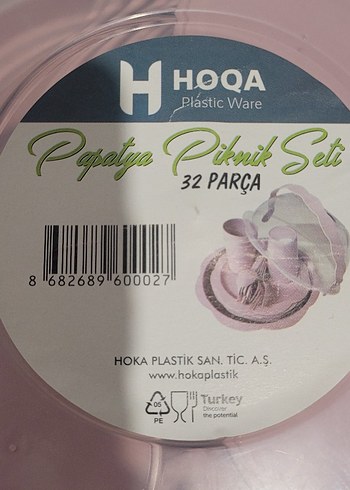 HOQA
Plastic Ware
Papatya Piknik Seti
32 PARÇA
8 682689 600027
HOKA PLASTİK SAN. TİC. A.Ş.
www.hokaplastik
05
PE
Turkey
Discover
the potential